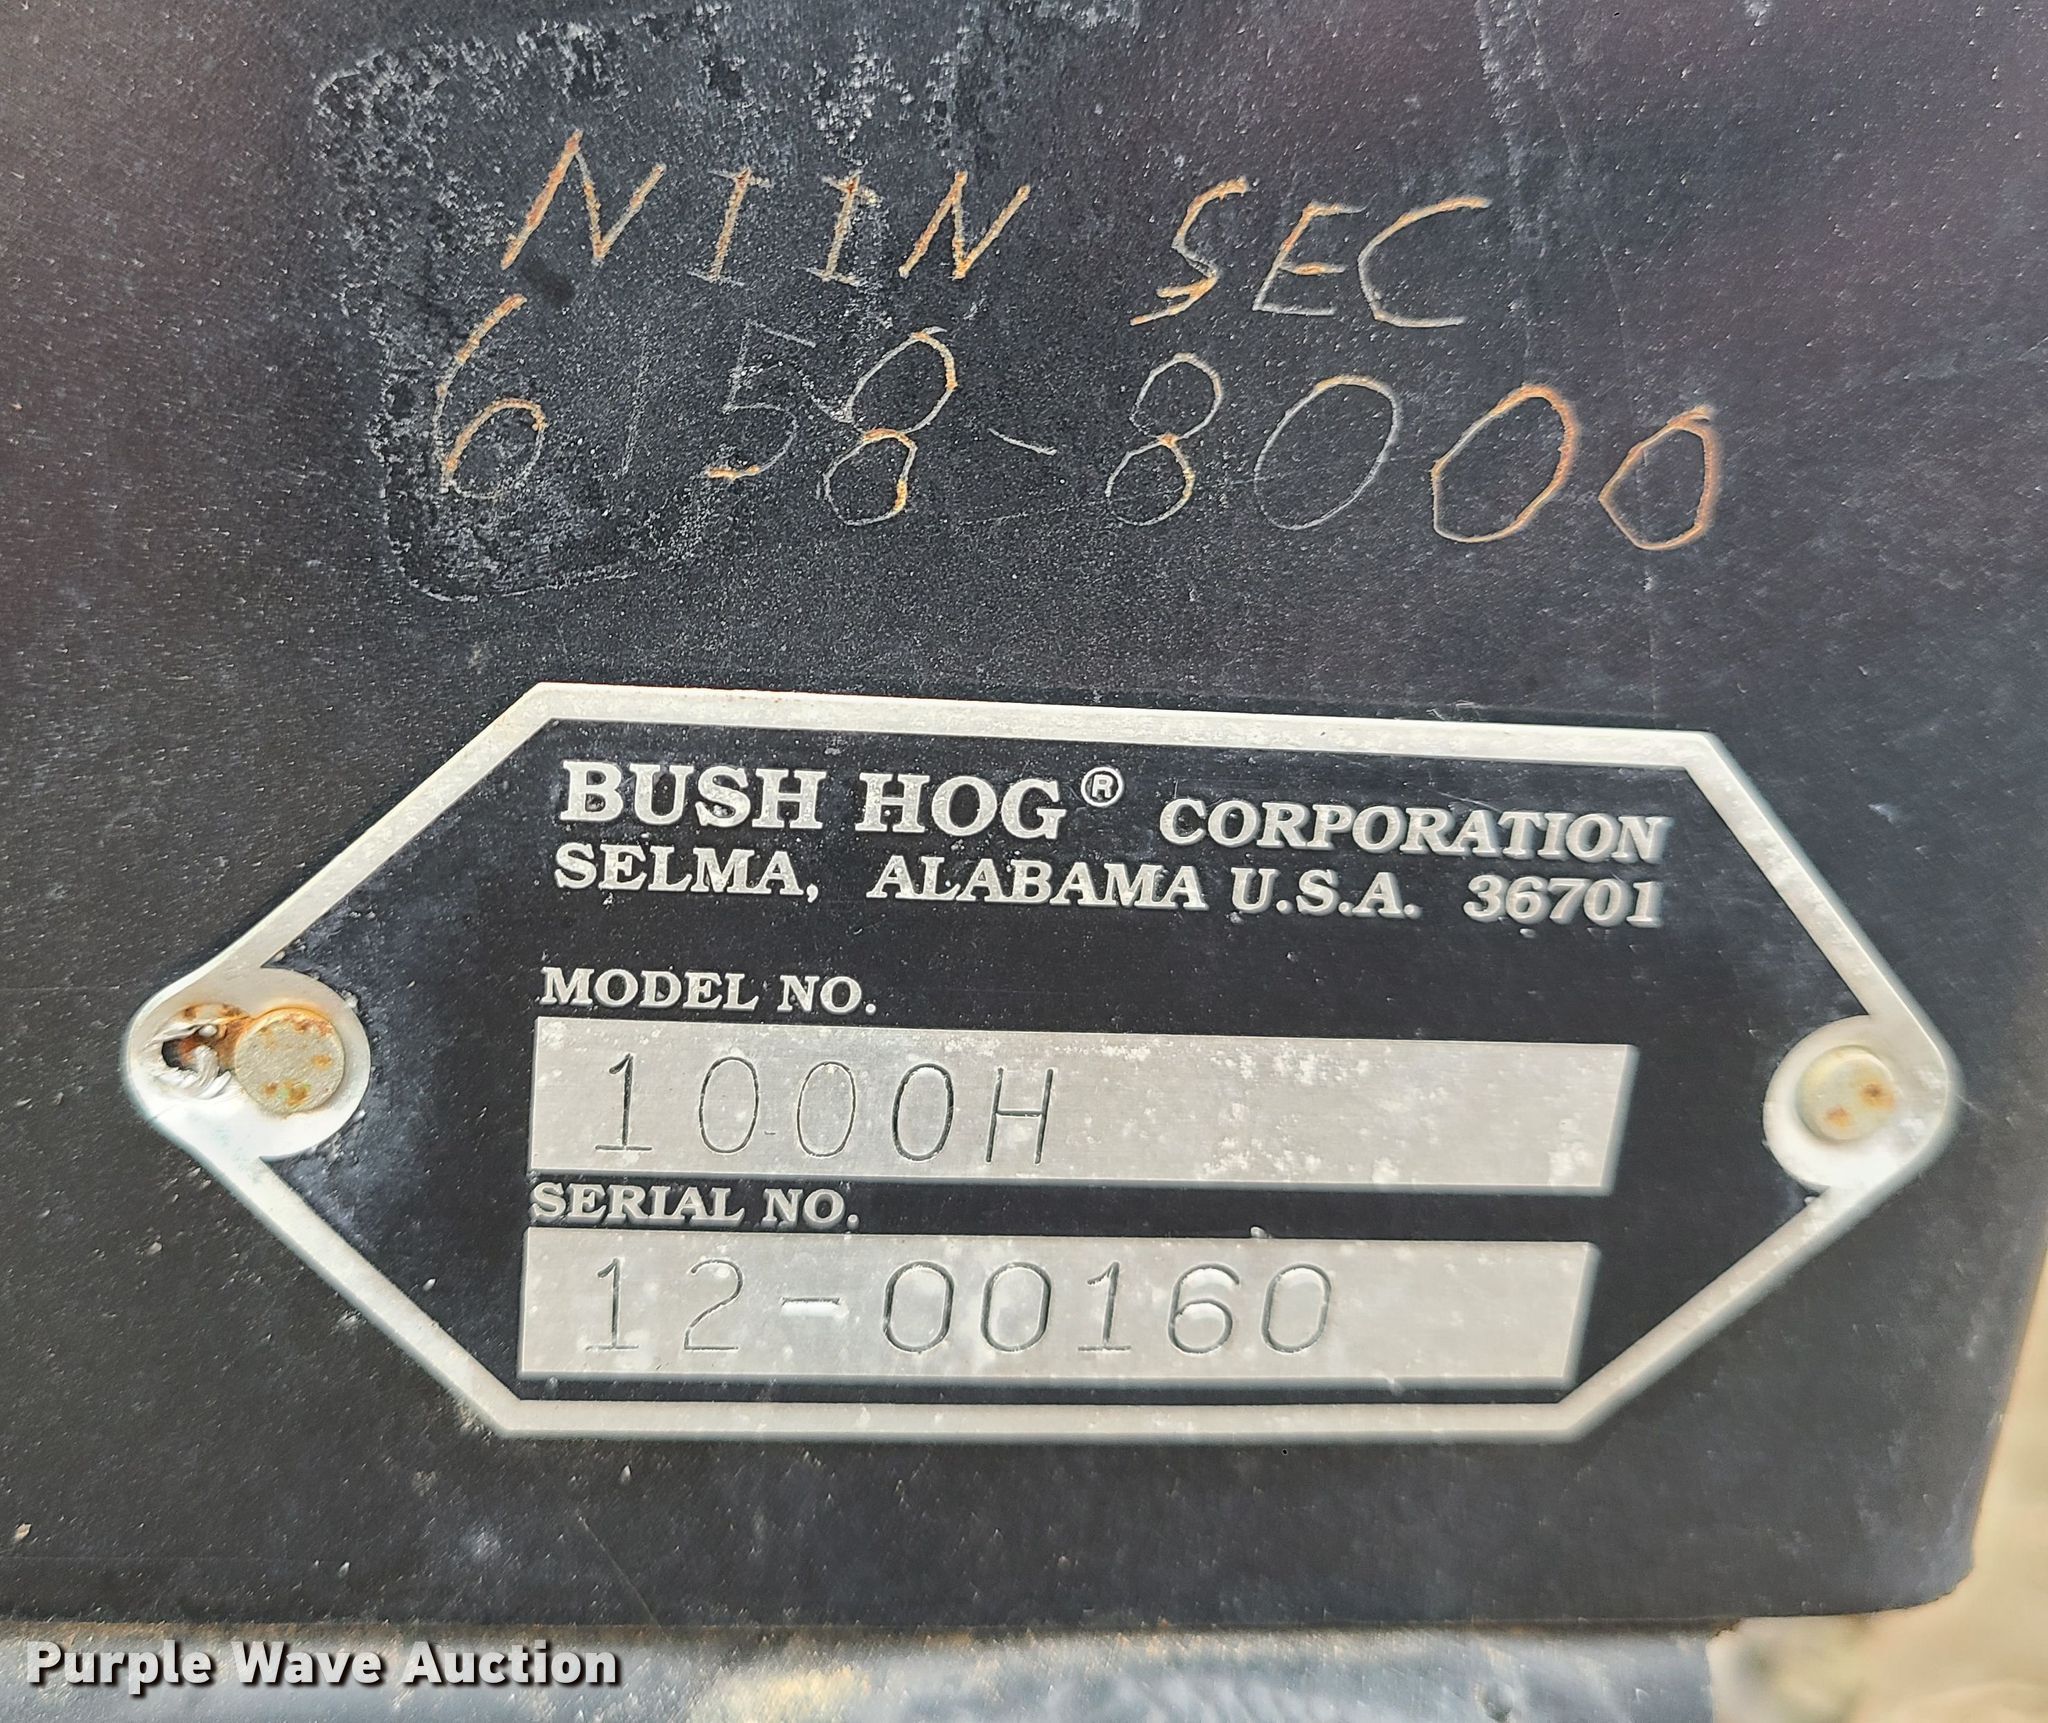 NIIN SEC
6158-8000
BUSH HOG® CORPORATION
SELMA, ALABAMA U.S.A. 36701
MODEL NO.
1000H
SERIAL NO.
12-00160
Purple Wave Auction